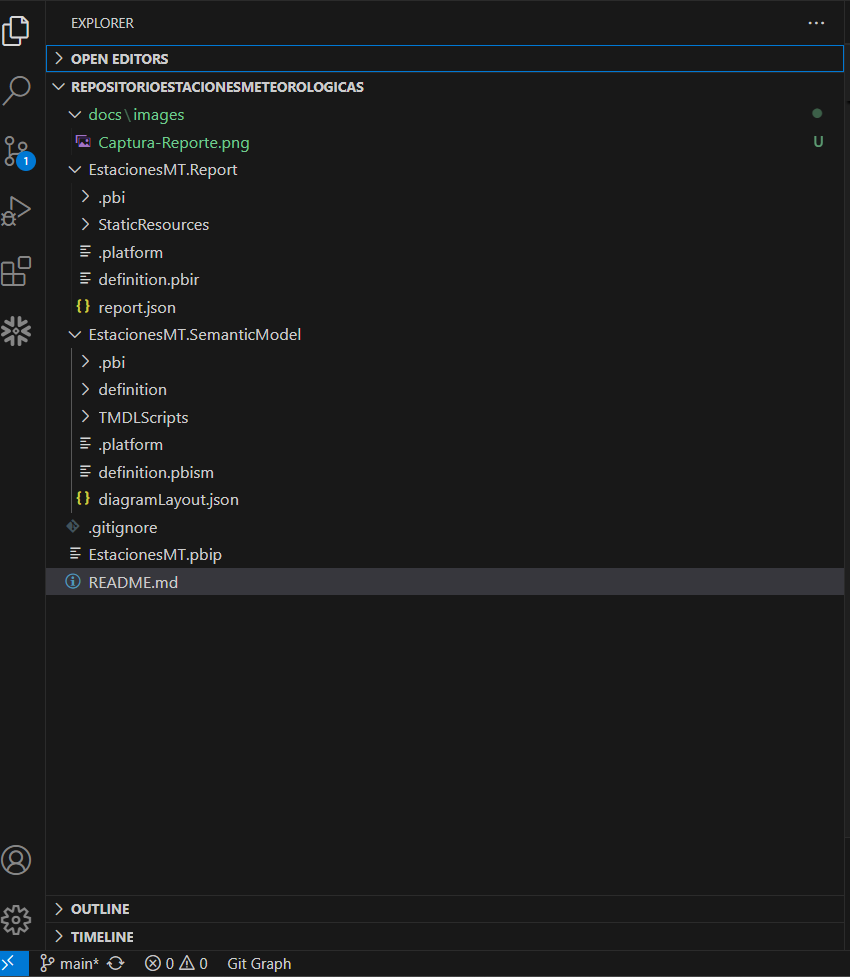 EXPLORER
OPEN EDITORS
REPOSITORIOESTACIONESMETEOROLOGICAS
docs\images
Captura-Reporte.png U
EstacionesMT.Report
.pbi
StaticResources
.platform
definition.pbir
{} report.json
EstacionesMT.SemanticModel
.pbi
definition
TMDLScripts
.platform
definition.pbism
{} diagramLayout.json
.gitignore
EstacionesMT.pbip
README.md
1
OUTLINE
TIMELINE
main* 0 0 Git Graph